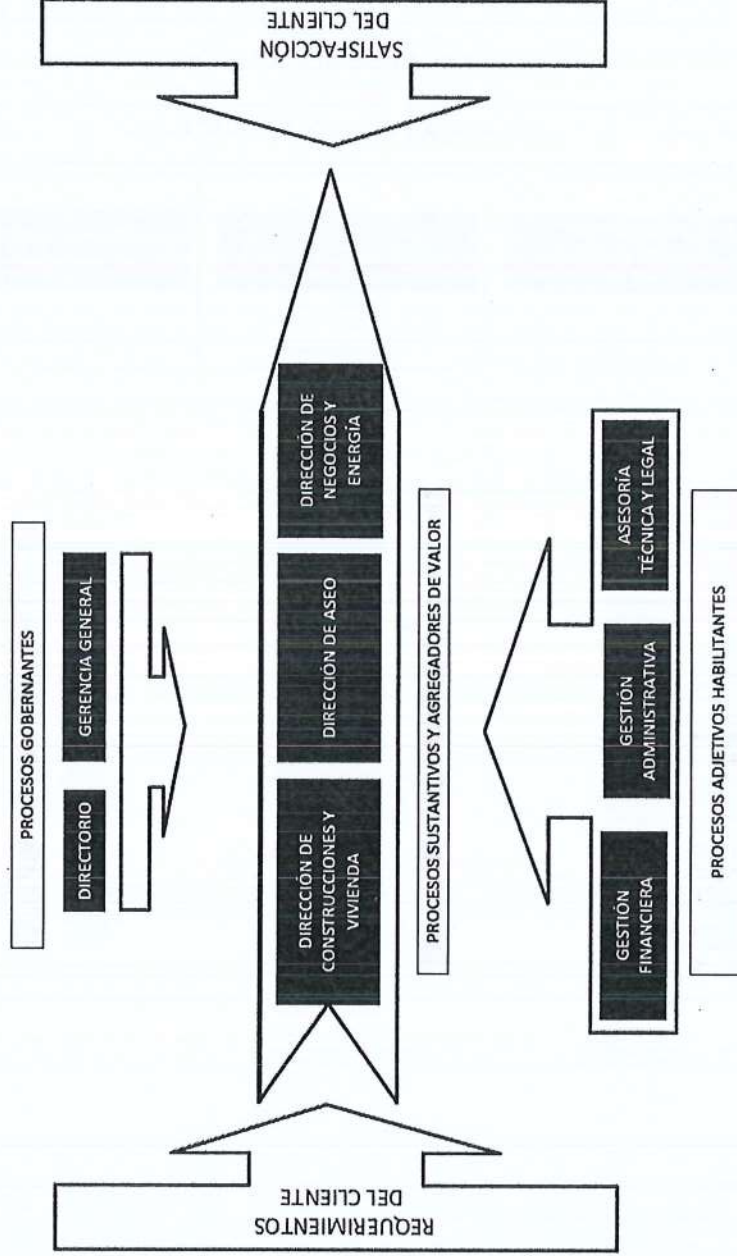 PROCESOS GOBERNANTES
DIRECTORIO
GERENCIA GENERAL
REQUERIMIENTOS
DEL CLIENTE
DIRECCIÓN DE
CONSTRUCCIONES Y
VIVIENDA
DIRECCIÓN DE ASEO
DIRECCIÓN DE
NEGOCIOS Y
ENERGÍA
SATISFACCIÓN
DEL CLIENTE
PROCESOS SUSTANTIVOS Y AGREGADORES DE VALOR
GESTIÓN
FINANCIERA
GESTIÓN
ADMINISTRATIVA
ASESORÍA
TÉCNICA Y LEGAL
PROCESOS ADJETIVOS HABILITANTES